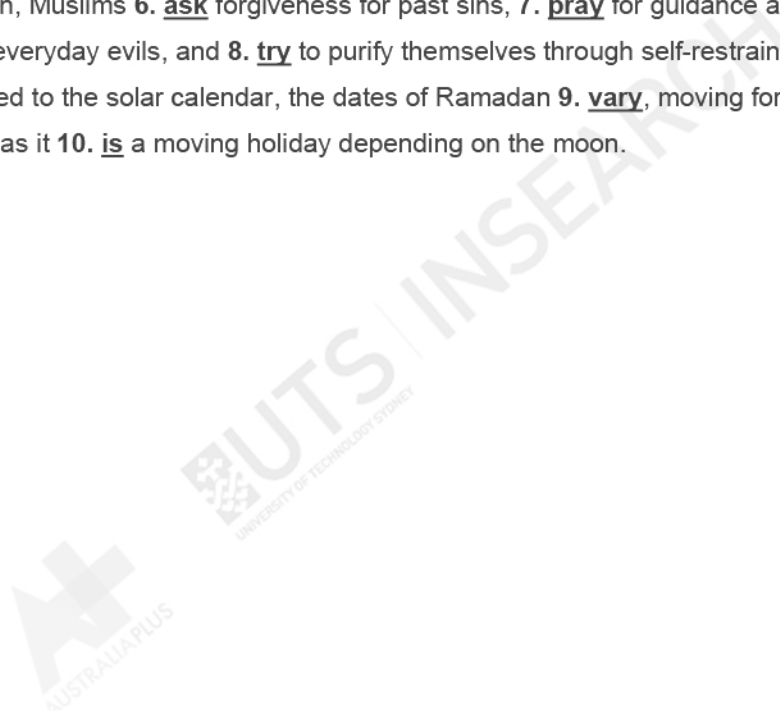 n, Muslims 6. ask forgiveness for past sins, 7. pray for guidance a
everyday evils, and 8. try to purify themselves through self-restrain
ed to the solar calendar, the dates of Ramadan 9. vary, moving for
as it 10. is a moving holiday depending on the moon.
UTS | INSEARCH
UNIVERSITY OF TECHNOLOGY SYDNEY
A+
AUSTRALIA PLUS